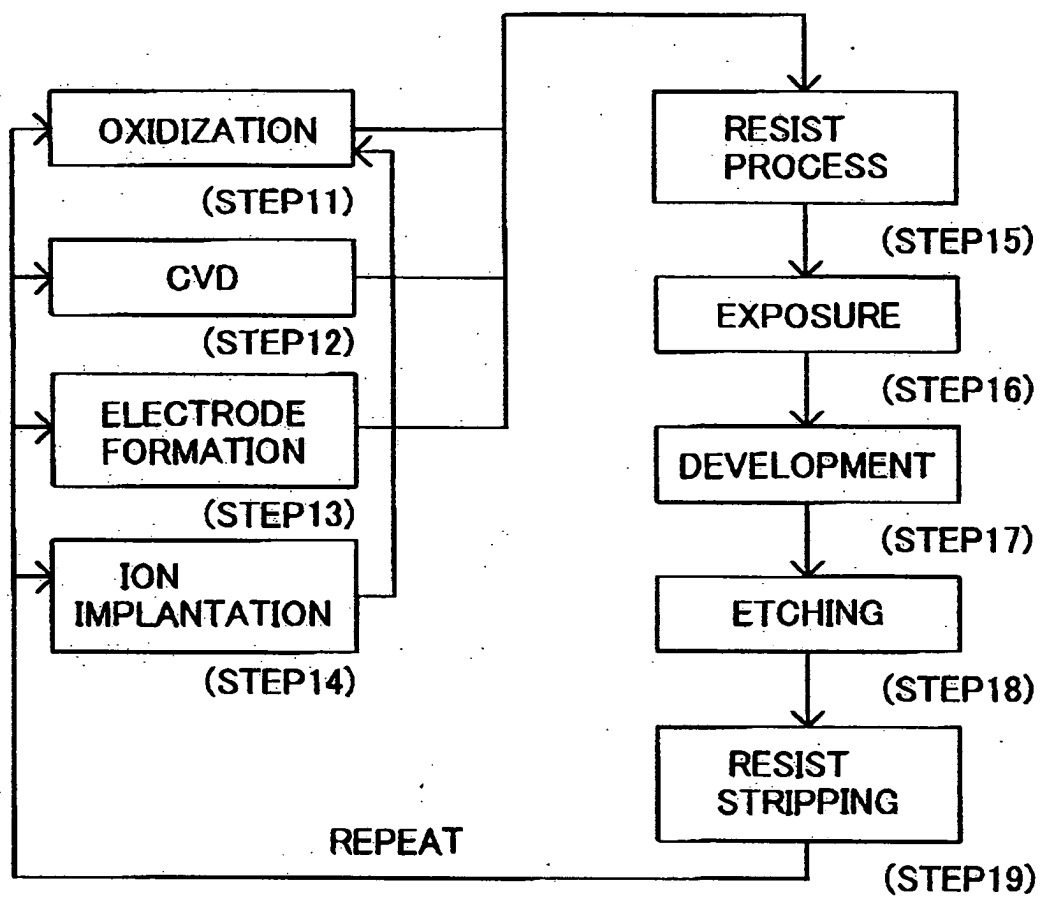 OXIDIZATION
(STEP11)
CVD
(STEP12)
ELECTRODE
FORMATION
(STEP13)
ION
IMPLANTATION
(STEP14)
RESIST
PROCESS
(STEP15)
EXPOSURE
(STEP16)
DEVELOPMENT
(STEP17)
ETCHING
(STEP18)
RESIST
STRIPPING
(STEP19)
REPEAT